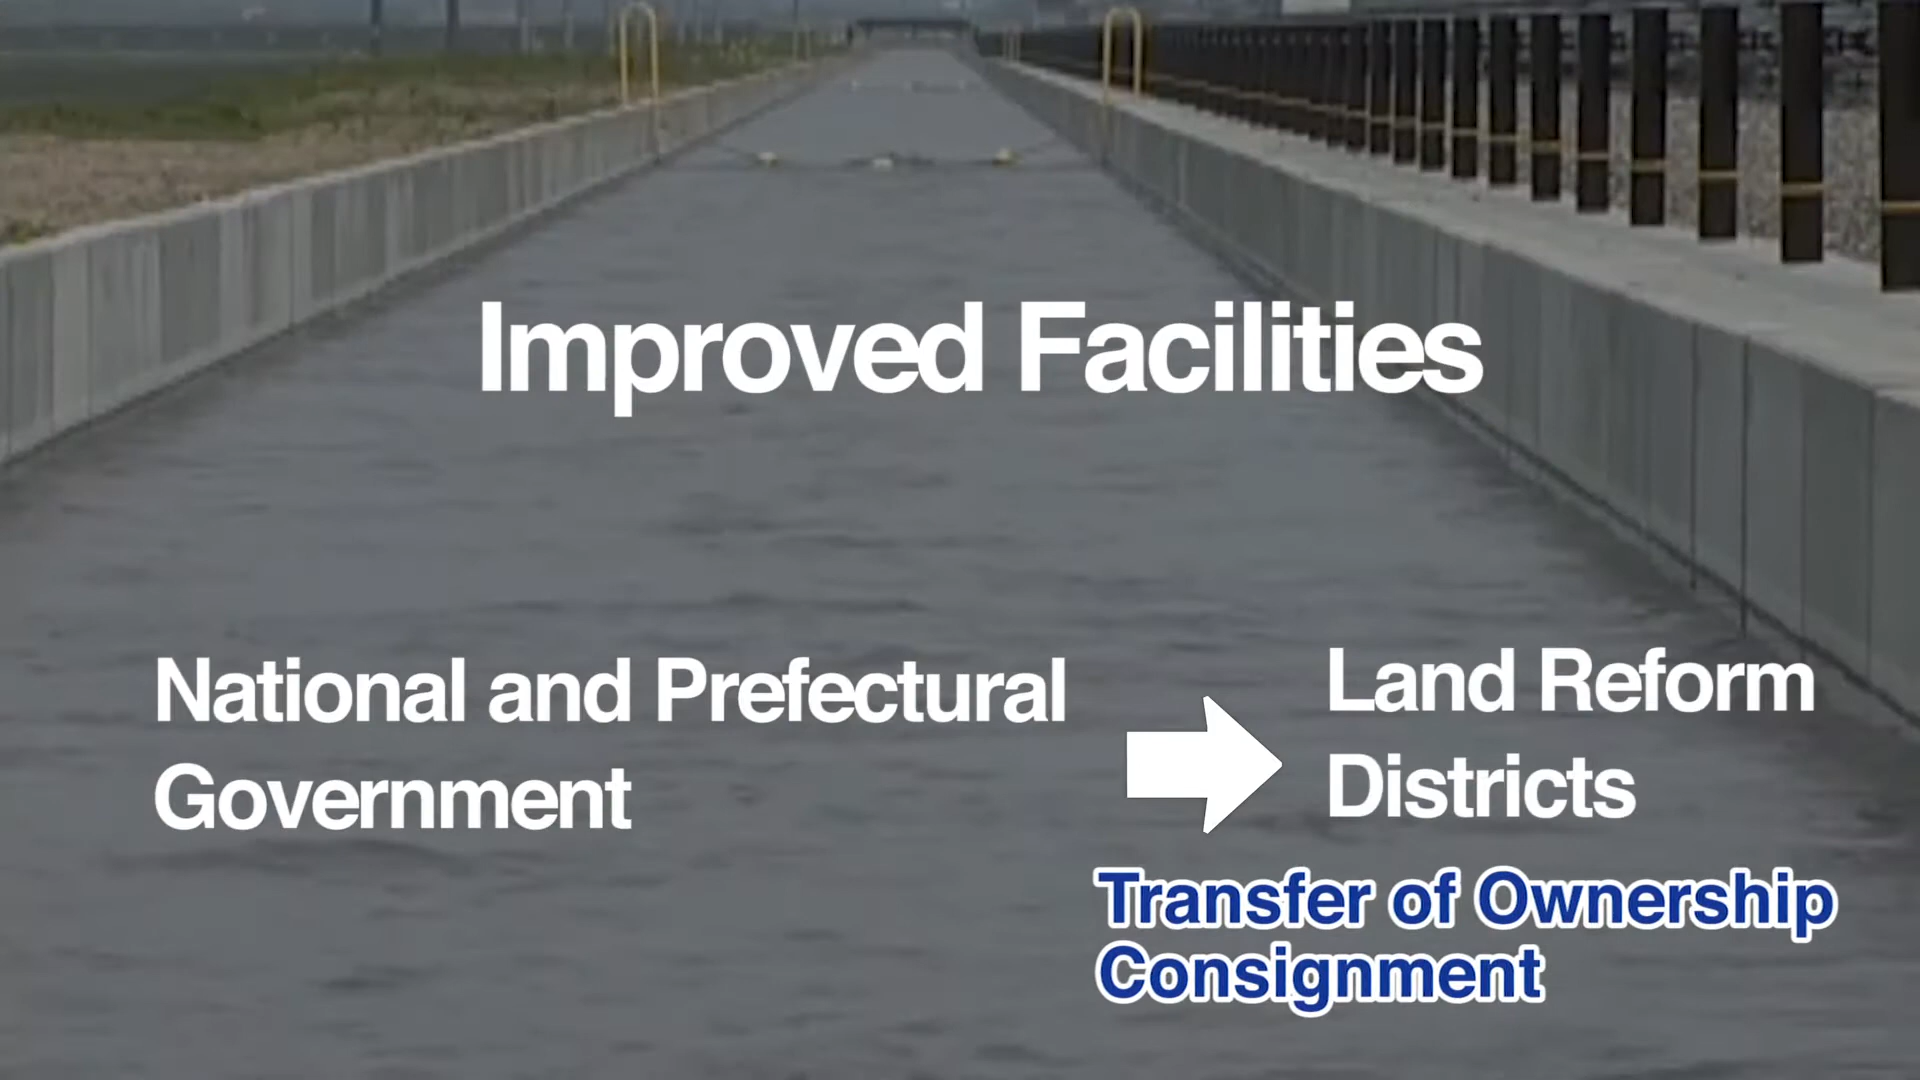 Improved Facilities
National and Prefectural
Government
Land Reform
Districts
Transfer of Ownership
Consignment